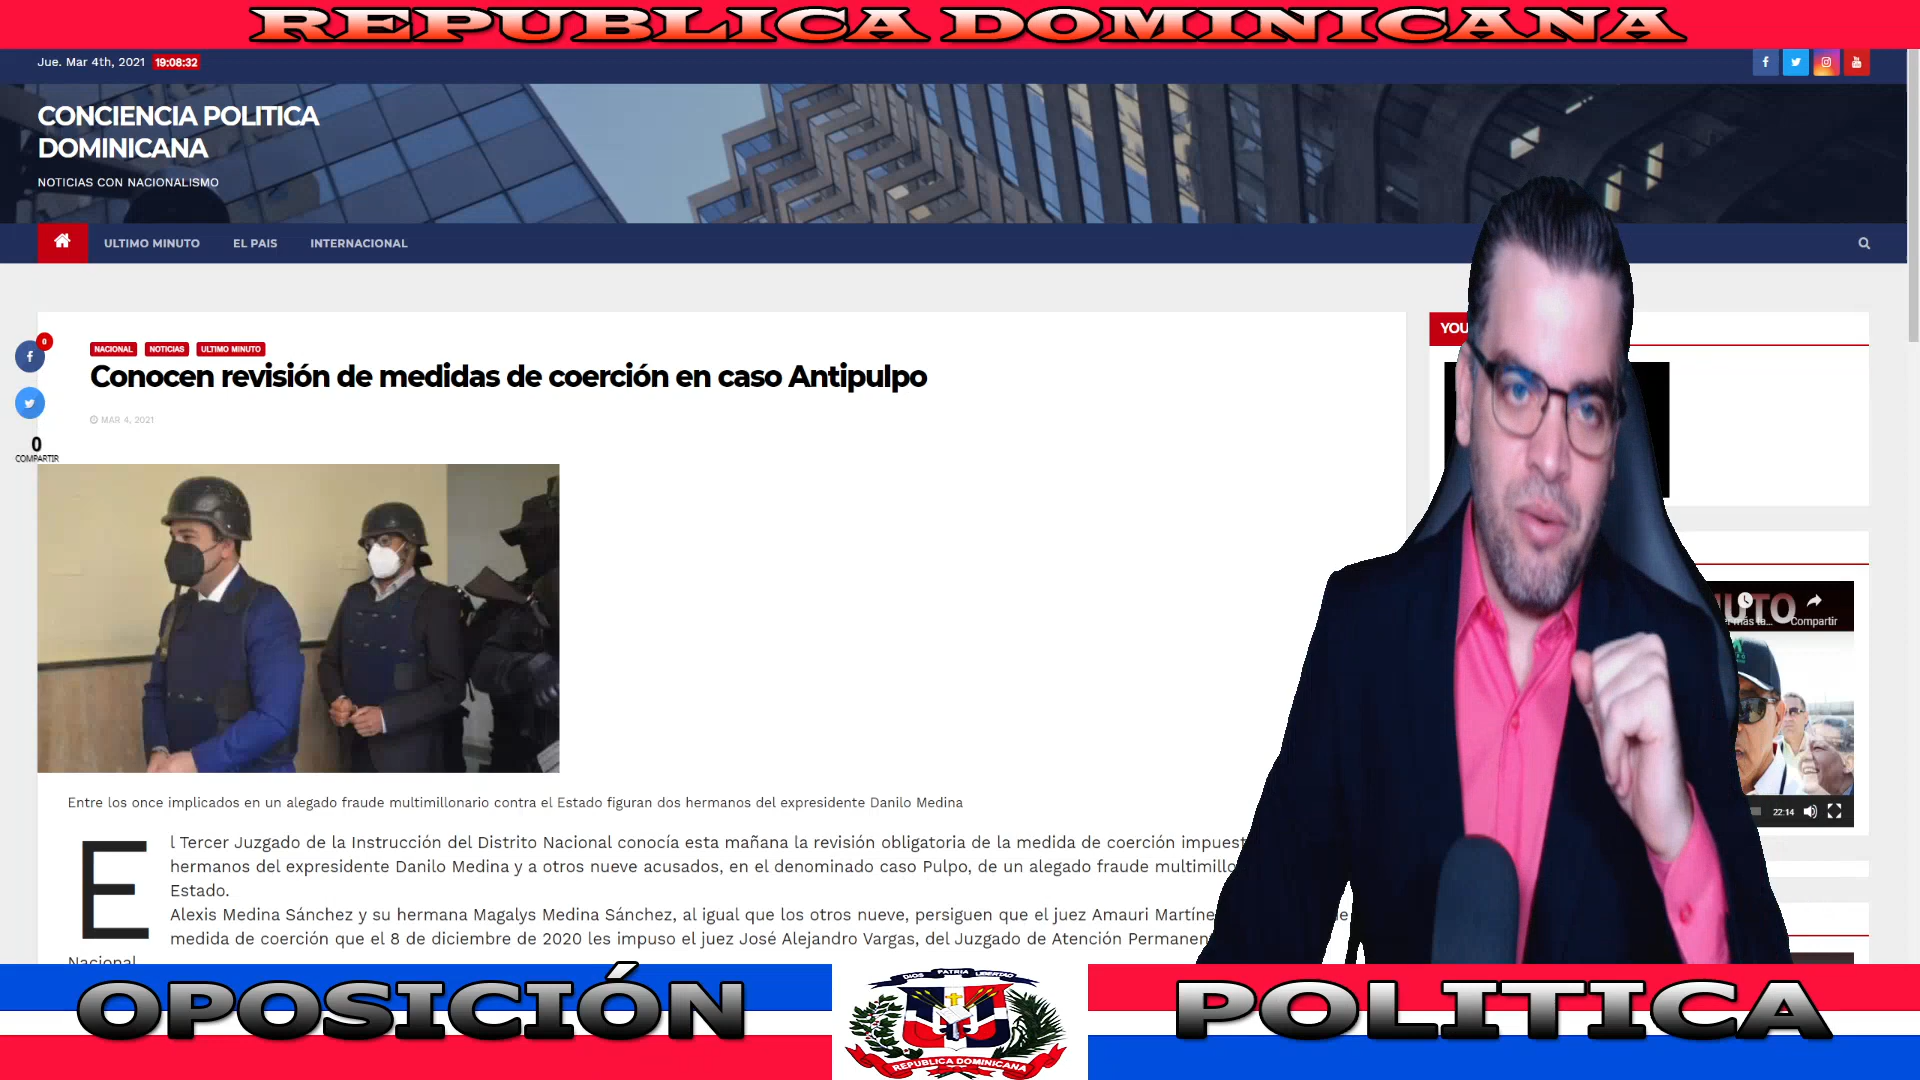 REPUBLICA DOMINICANA
Jue. Mar 4th, 2021 19:08:32
CONCIENCIA POLITICA
DOMINICANA
NOTICIAS CON NACIONALISMO
ULTIMO MINUTO EL PAIS INTERNACIONAL
0
0
COMPARTIR
NACIONAL NOTICIAS ULTIMO MINUTO
Conocen revisión de medidas de coerción en caso Antipulpo
MAR 4, 2021
YOU
UTO
Compartir
22:14
Entre los once implicados en un alegado fraude multimillonario contra el Estado figuran dos hermanos del expresidente Danilo Medina
El Tercer Juzgado de la Instrucción del Distrito Nacional conocía esta mañana la revisión obligatoria de la medida de coerción impuest
hermanos del expresidente Danilo Medina y a otros nueve acusados, en el denominado caso Pulpo, de un alegado fraude multimillo
Estado.
Alexis Medina Sánchez y su hermana Magalys Medina Sánchez, al igual que los otros nueve, persiguen que el juez Amauri Martíne
medida de coerción que el 8 de diciembre de 2020 les impuso el juez José Alejandro Vargas, del Juzgado de Atención Permanen
Nacional
OPOSICIÓN POLITICA
DIOS PATRIA LIBERTAD
REPUBLICA DOMINICANA